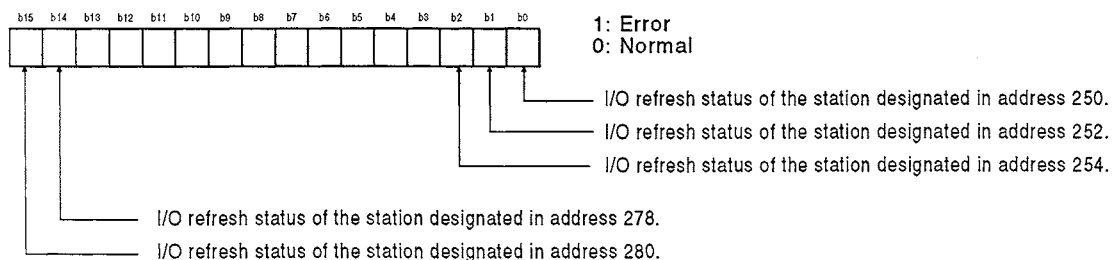 b15 b14 b13 b12 b11 b10 b9 b8 b7 b6 b5 b4 b3 b2 b1 b0
1: Error
0: Normal
I/O refresh status of the station designated in address 250.
I/O refresh status of the station designated in address 252.
I/O refresh status of the station designated in address 254.
I/O refresh status of the station designated in address 278.
I/O refresh status of the station designated in address 280.